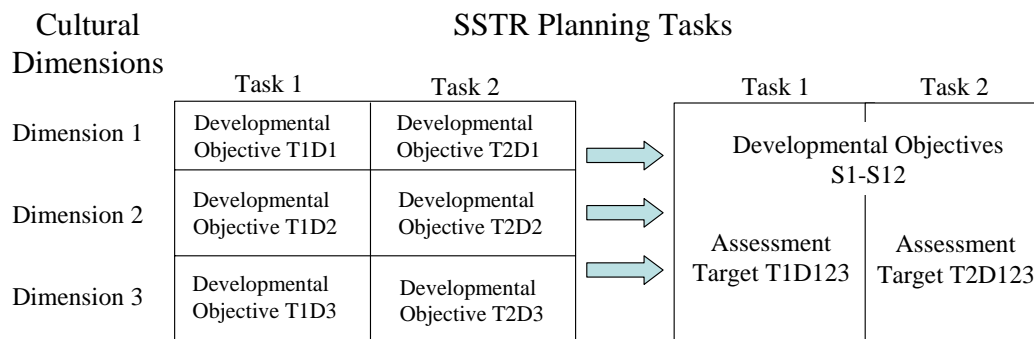 Cultural
Dimensions
SSTR Planning Tasks
Task 1
Task 2
Task 1
Task 2
Dimension 1
Developmental
Objective T1D1
Developmental
Objective T2D1
Dimension 2
Developmental
Objective T1D2
Developmental
Objective T2D2
Dimension 3
Developmental
Objective T1D3
Developmental
Objective T2D3
Developmental Objectives
S1-S12
Assessment
Target T1D123
Assessment
Target T2D123